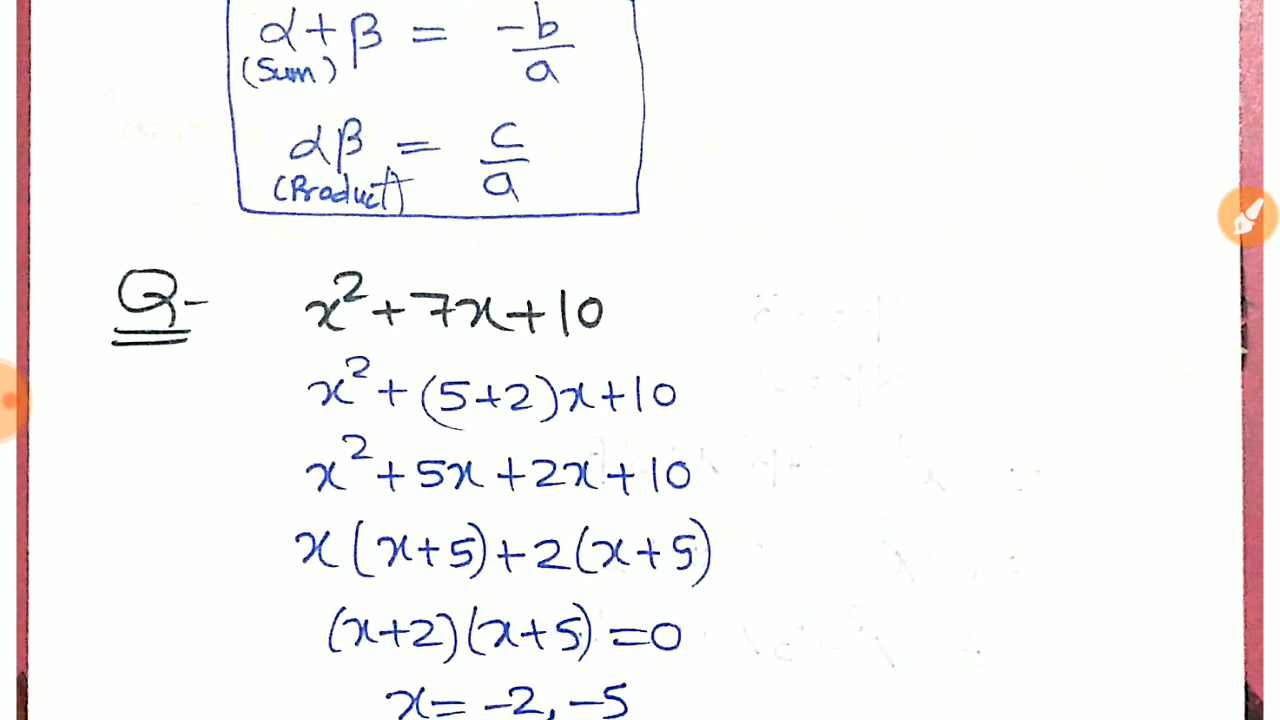 α+β = -b/a
(Sum)
αβ = c/a
(Product)
Q- x²+7x+10
x²+(5+2)x+10
x²+5x+2x+10
x(x+5)+2(x+5)
(x+2)(x+5)=0
x= -2, -5